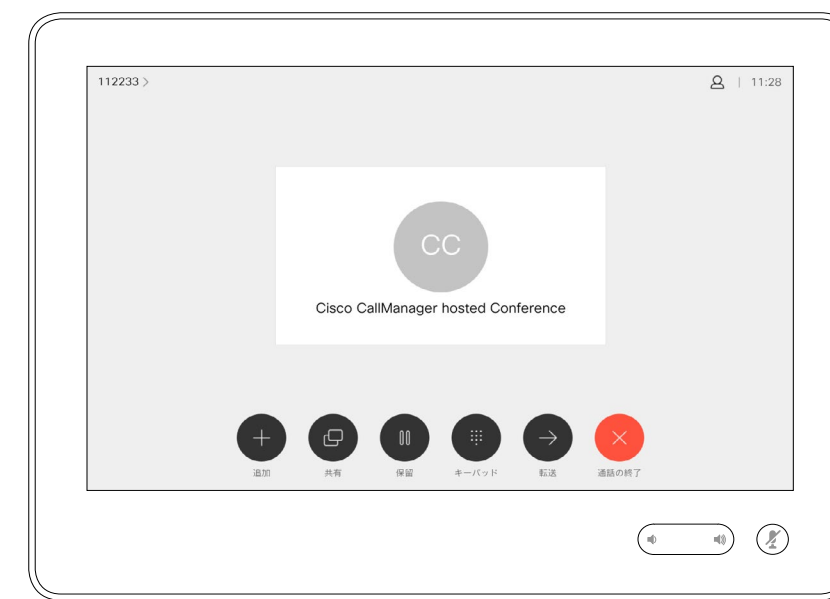 112233 >
| 11:28
CC
Cisco CallManager hosted Conference
追加 共有 保留 キーパッド 転送 通話の終了